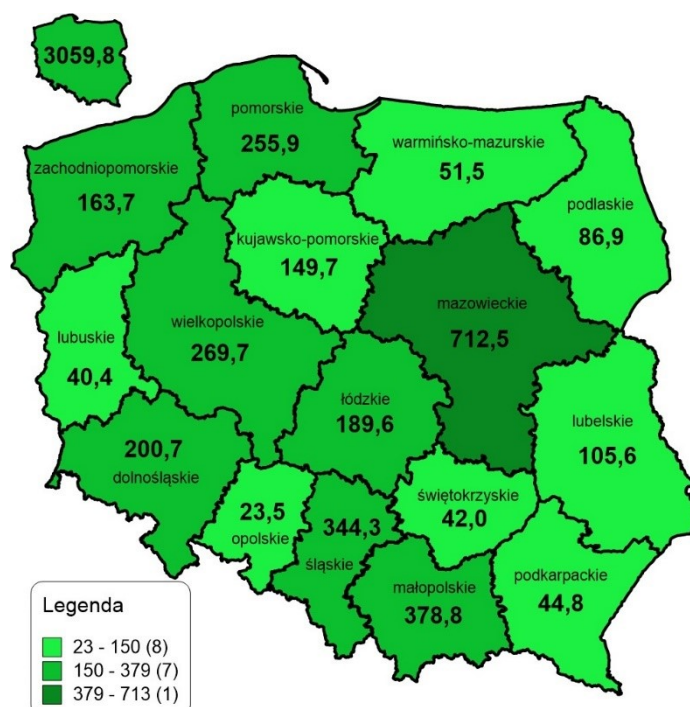 3059,8
pomorskie
255,9
warmińsko-mazurskie
51,5
zachodniopomorskie
163,7
podlaskie
86,9
kujawsko-pomorskie
149,7
mazowieckie
712,5
wielkopolskie
269,7
lubuskie
40,4
łódzkie
189,6
lubelskie
105,6
200,7
dolnośląskie
świętokrzyskie
42,0
23,5
opolskie
344,3
śląskie
małopolskie
378,8
podkarpackie
44,8
Legenda
23 - 150 (8)
150 - 379 (7)
379 - 713 (1)